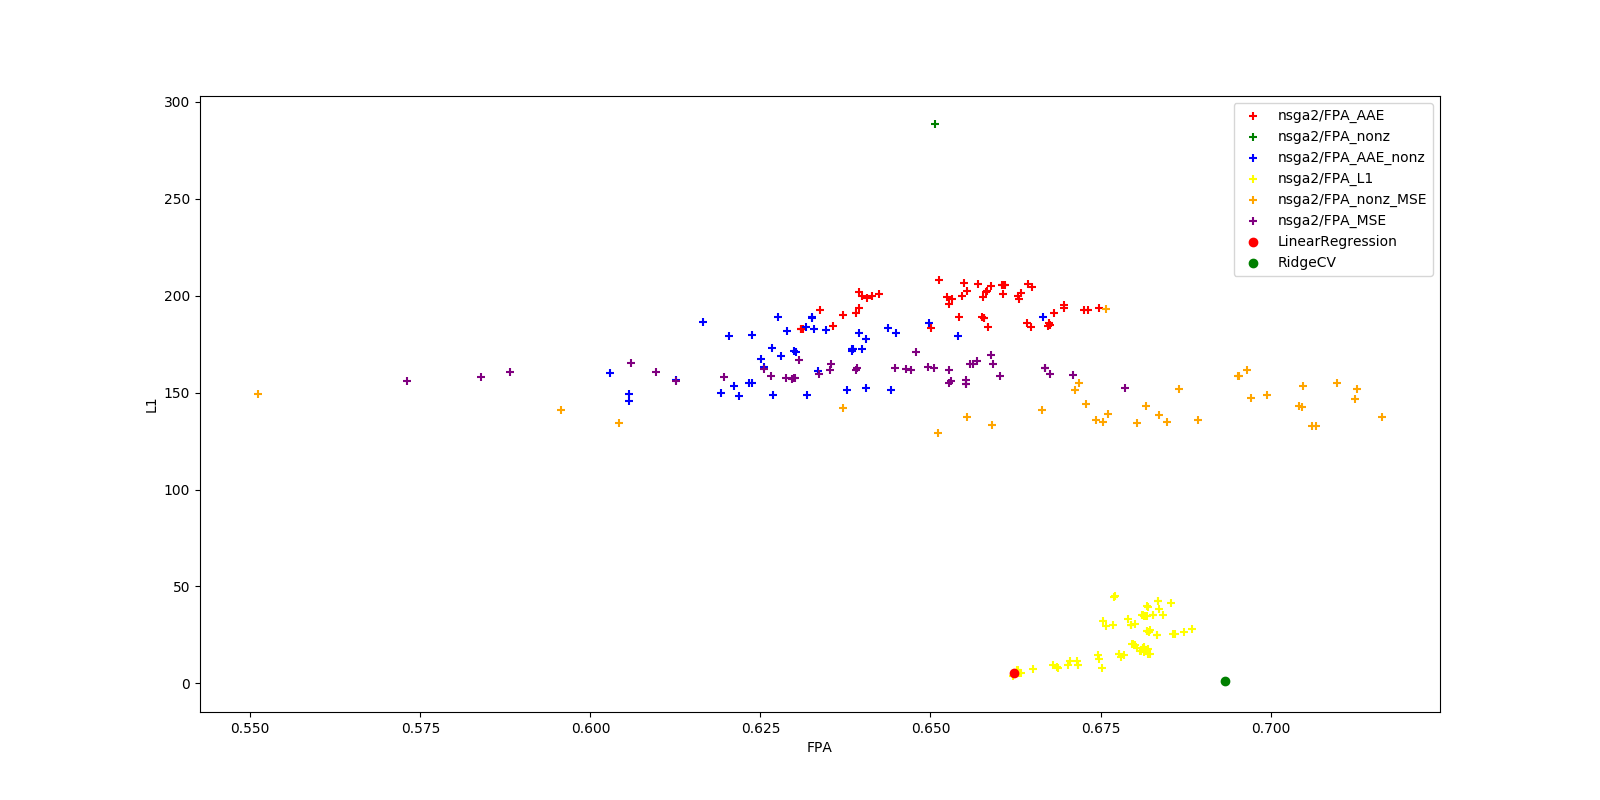 300
250
200
150
100
50
0
L1
0.550
0.575
0.600
0.625
0.650
0.675
0.700
FPA
nsga2/FPA_AAE
nsga2/FPA_nonz
nsga2/FPA_AAE_nonz
nsga2/FPA_L1
nsga2/FPA_nonz_MSE
nsga2/FPA_MSE
LinearRegression
RidgeCV